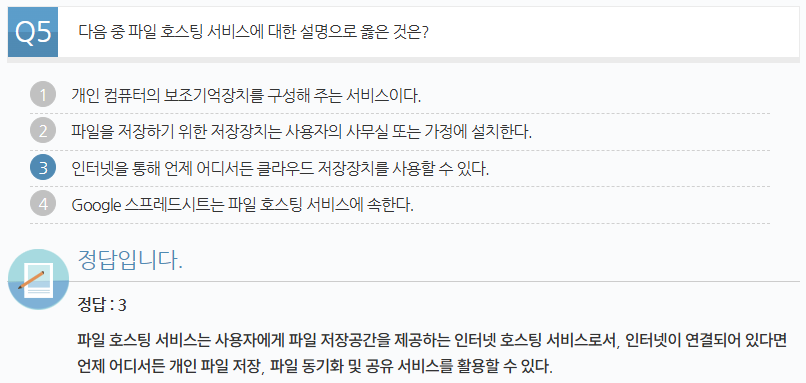 Q5 다음 중 파일 호스팅 서비스에 대한 설명으로 옳은 것은?
1 개인 컴퓨터의 보조기억장치를 구성해 주는 서비스이다.
2 파일을 저장하기 위한 저장장치는 사용자의 사무실 또는 가정에 설치한다.
3 인터넷을 통해 언제 어디서든 클라우드 저장장치를 사용할 수 있다.
4 Google 스프레드시트는 파일 호스팅 서비스에 속한다.
정답입니다.
정답 : 3
파일 호스팅 서비스는 사용자에게 파일 저장공간을 제공하는 인터넷 호스팅 서비스로서, 인터넷이 연결되어 있다면
언제 어디서든 개인 파일 저장, 파일 동기화 및 공유 서비스를 활용할 수 있다.